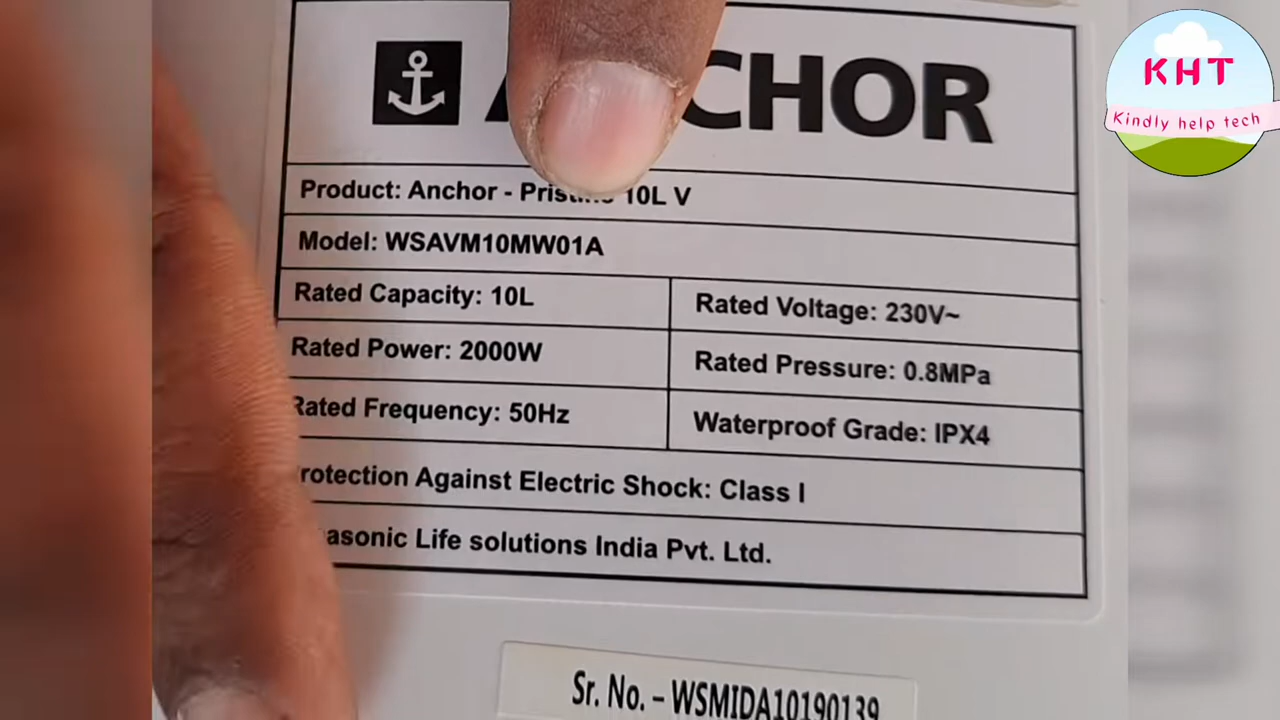 CHOR
KHT
Kindly help tech
Product: Anchor - 10L V
Model: WSAVM10MW01A
Rated Capacity: 10L
Rated Voltage: 230V~
Rated Power: 2000W
Rated Pressure: 0.8MPa
Rated Frequency: 50Hz
Waterproof Grade: IPX4
rotection Against Electric Shock: Class I
asonic Life solutions India Pvt. Ltd.
Sr. No. - WSMIDA10190139